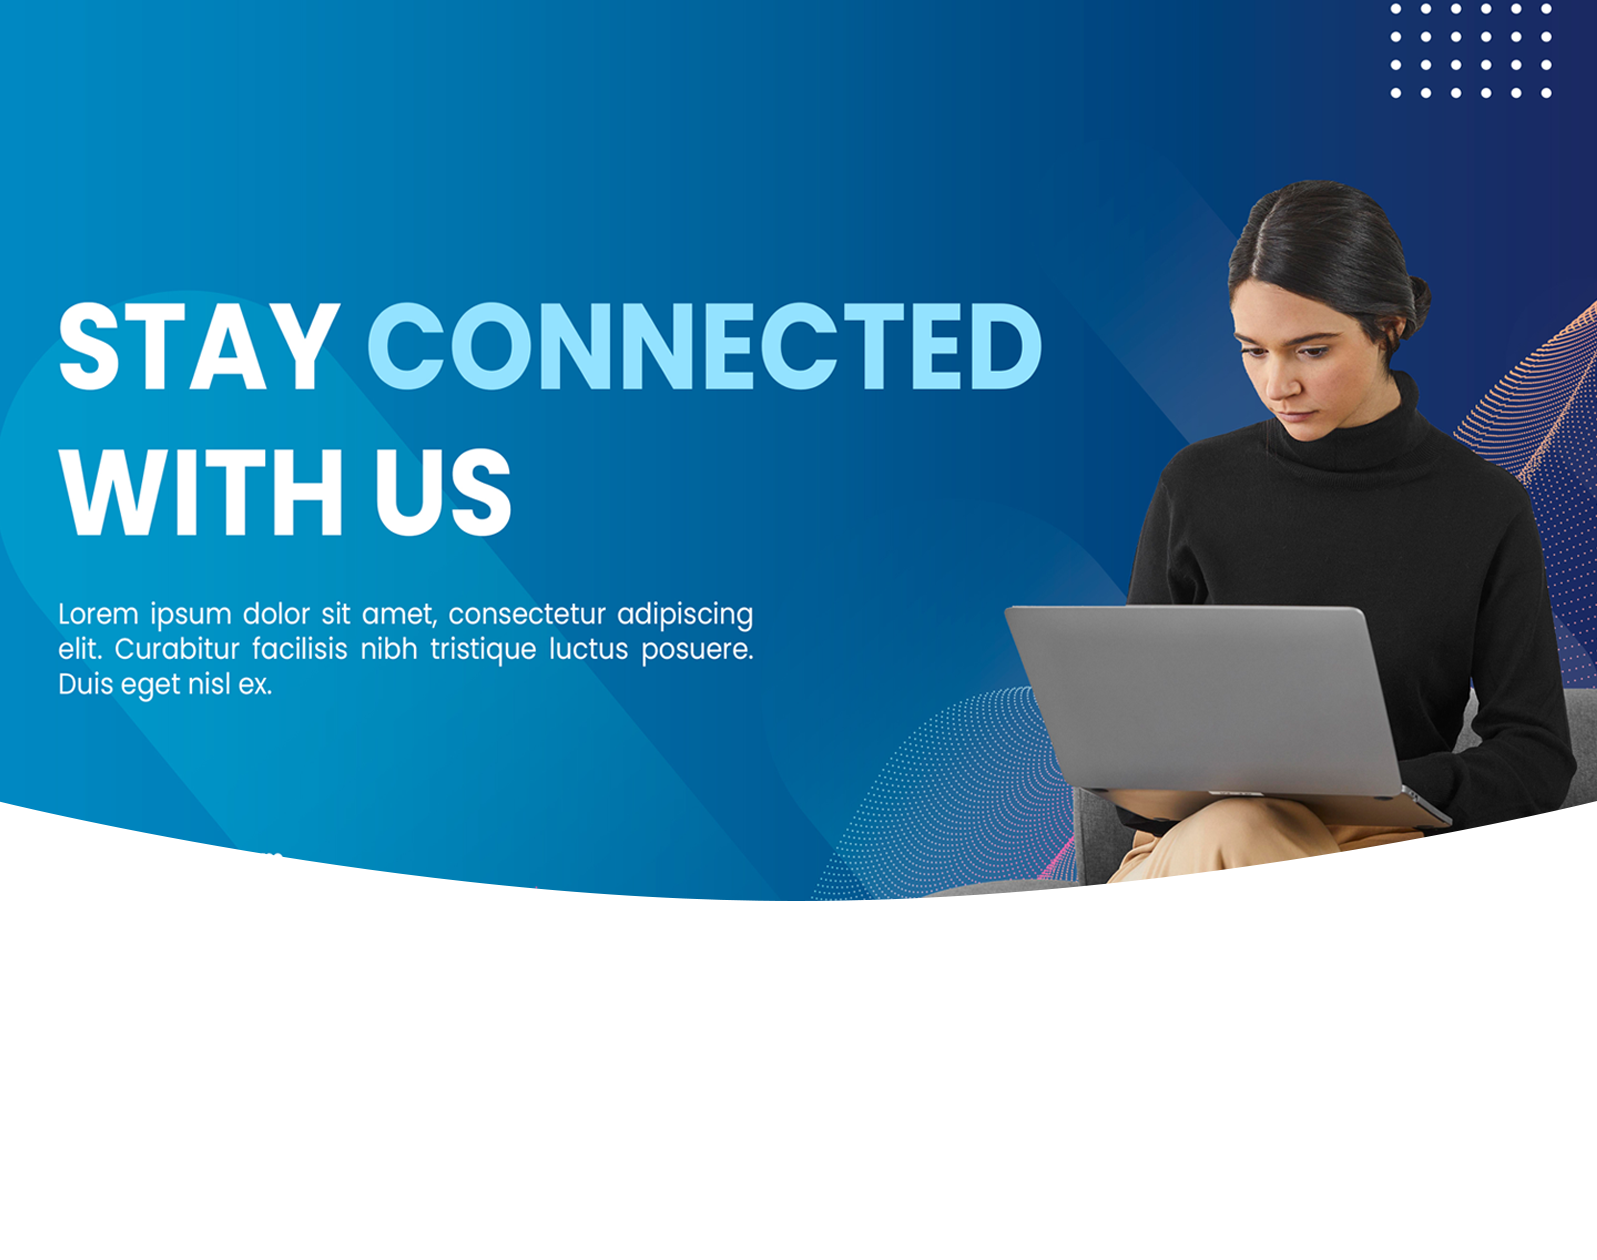 STAY CONNECTED
WITH US
Lorem ipsum dolor sit amet, consectetur adipiscing
elit. Curabitur facilisis nibh tristique luctus posuere.
Duis eget nisl ex.